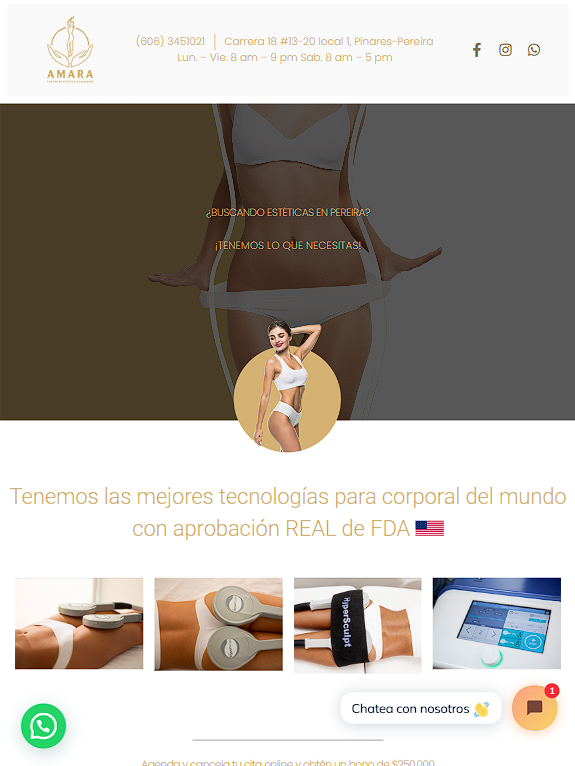 AMARA
(606) 3451021 | Carrera 18 #13-20 local 1, Pinares-Pereira
Lun. – Vie. 8 am – 9 pm Sab. 8 am – 5 pm
¿BUSCANDO ESTÉTICAS EN PEREIRA?
¡TENEMOS LO QUE NECESITAS!
Tenemos las mejores tecnologías para corporal del mundo
con aprobación REAL de FDA 🇺🇸
HyperSculpt
Chatea con nosotros 👋
1
Agenda y cancela tu cita online y obtén un bono de $250.000